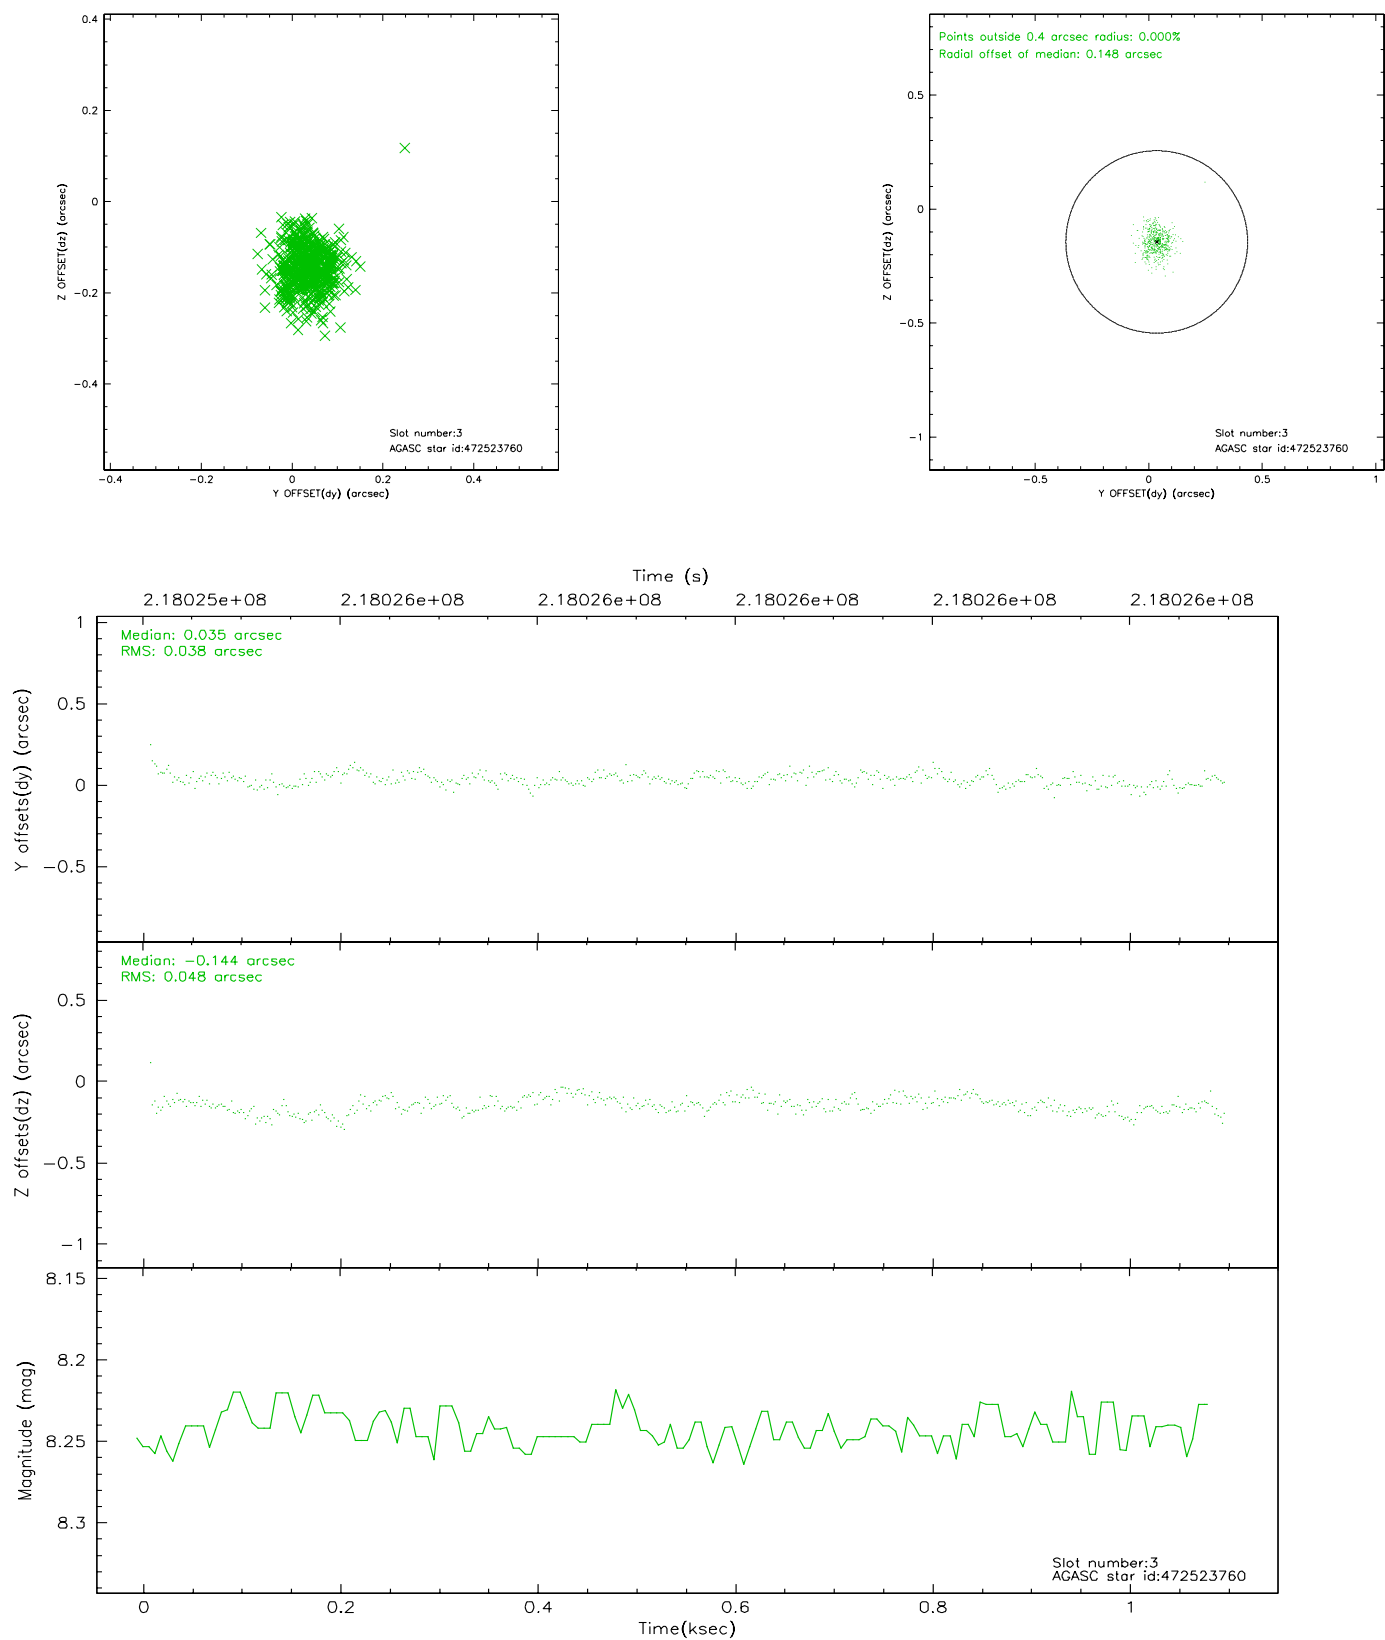 0.4
0.2
0
−0.2
−0.4
Z OFFSET(dz) (arcsec)
Slot number:3
AGASC star id:472523760
−0.4
−0.2
0
0.2
0.4
Y OFFSET(dy) (arcsec)
Points outside 0.4 arcsec radius: 0.000%
Radial offset of median: 0.148 arcsec
0.5
0
−0.5
−1
Z OFFSET(dz) (arcsec)
Slot number:3
AGASC star id:472523760
−0.5
0
0.5
1
Y OFFSET(dy) (arcsec)
Time (s)
2.18025e+08
2.18026e+08
2.18026e+08
2.18026e+08
2.18026e+08
2.18026e+08
Median: 0.035 arcsec
RMS: 0.038 arcsec
1
0.5
0
−0.5
Y offsets(dy) (arcsec)
Median: −0.144 arcsec
RMS: 0.048 arcsec
0.5
0
−0.5
−1
Z offsets(dz) (arcsec)
8.15
8.2
8.25
8.3
Magnitude (mag)
Slot number:3
AGASC star id:472523760
0
0.2
0.4
0.6
0.8
1
Time(ksec)